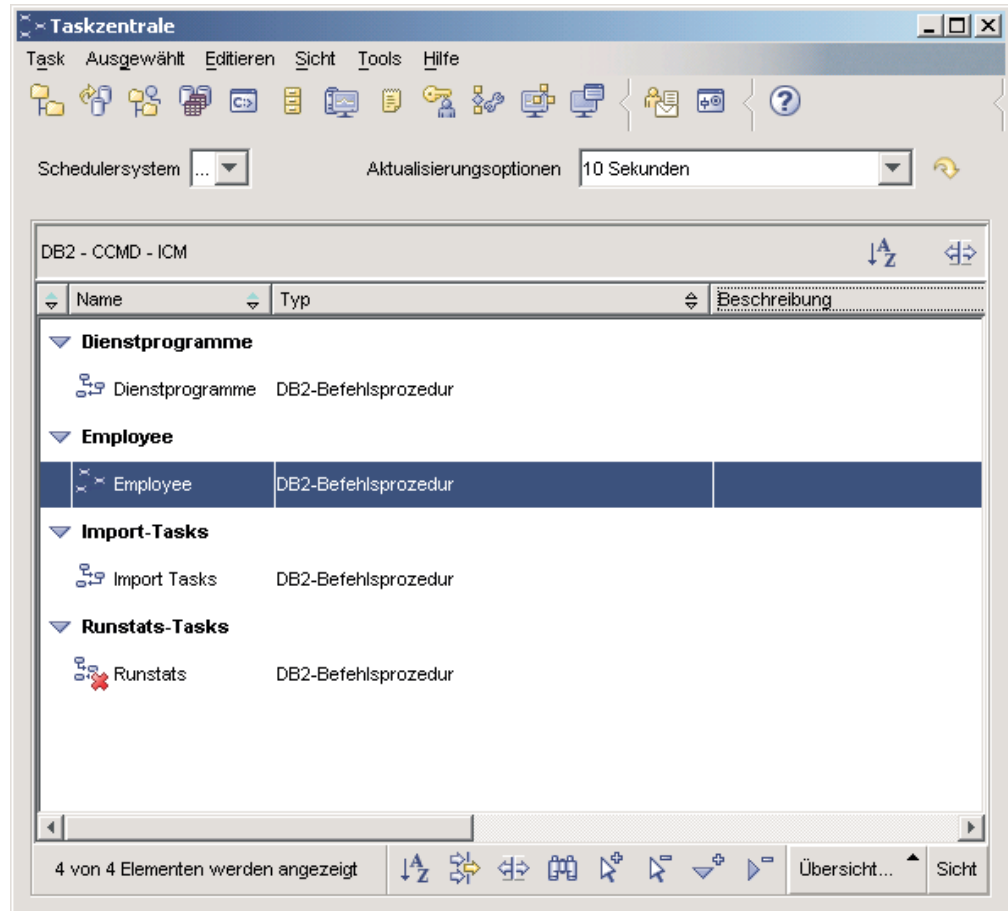 Taskzentrale
Task Ausgewählt Editieren Sicht Tools Hilfe
C:>
Schedulersystem ... Aktualisierungsoptionen 10 Sekunden
DB2 - CCMD - ICM
Name Typ Beschreibung
Dienstprogramme
Dienstprogramme DB2-Befehlsprozedur
Employee
Employee DB2-Befehlsprozedur
Import-Tasks
Import Tasks DB2-Befehlsprozedur
Runstats-Tasks
Runstats DB2-Befehlsprozedur
4 von 4 Elementen werden angezeigt Übersicht... Sicht